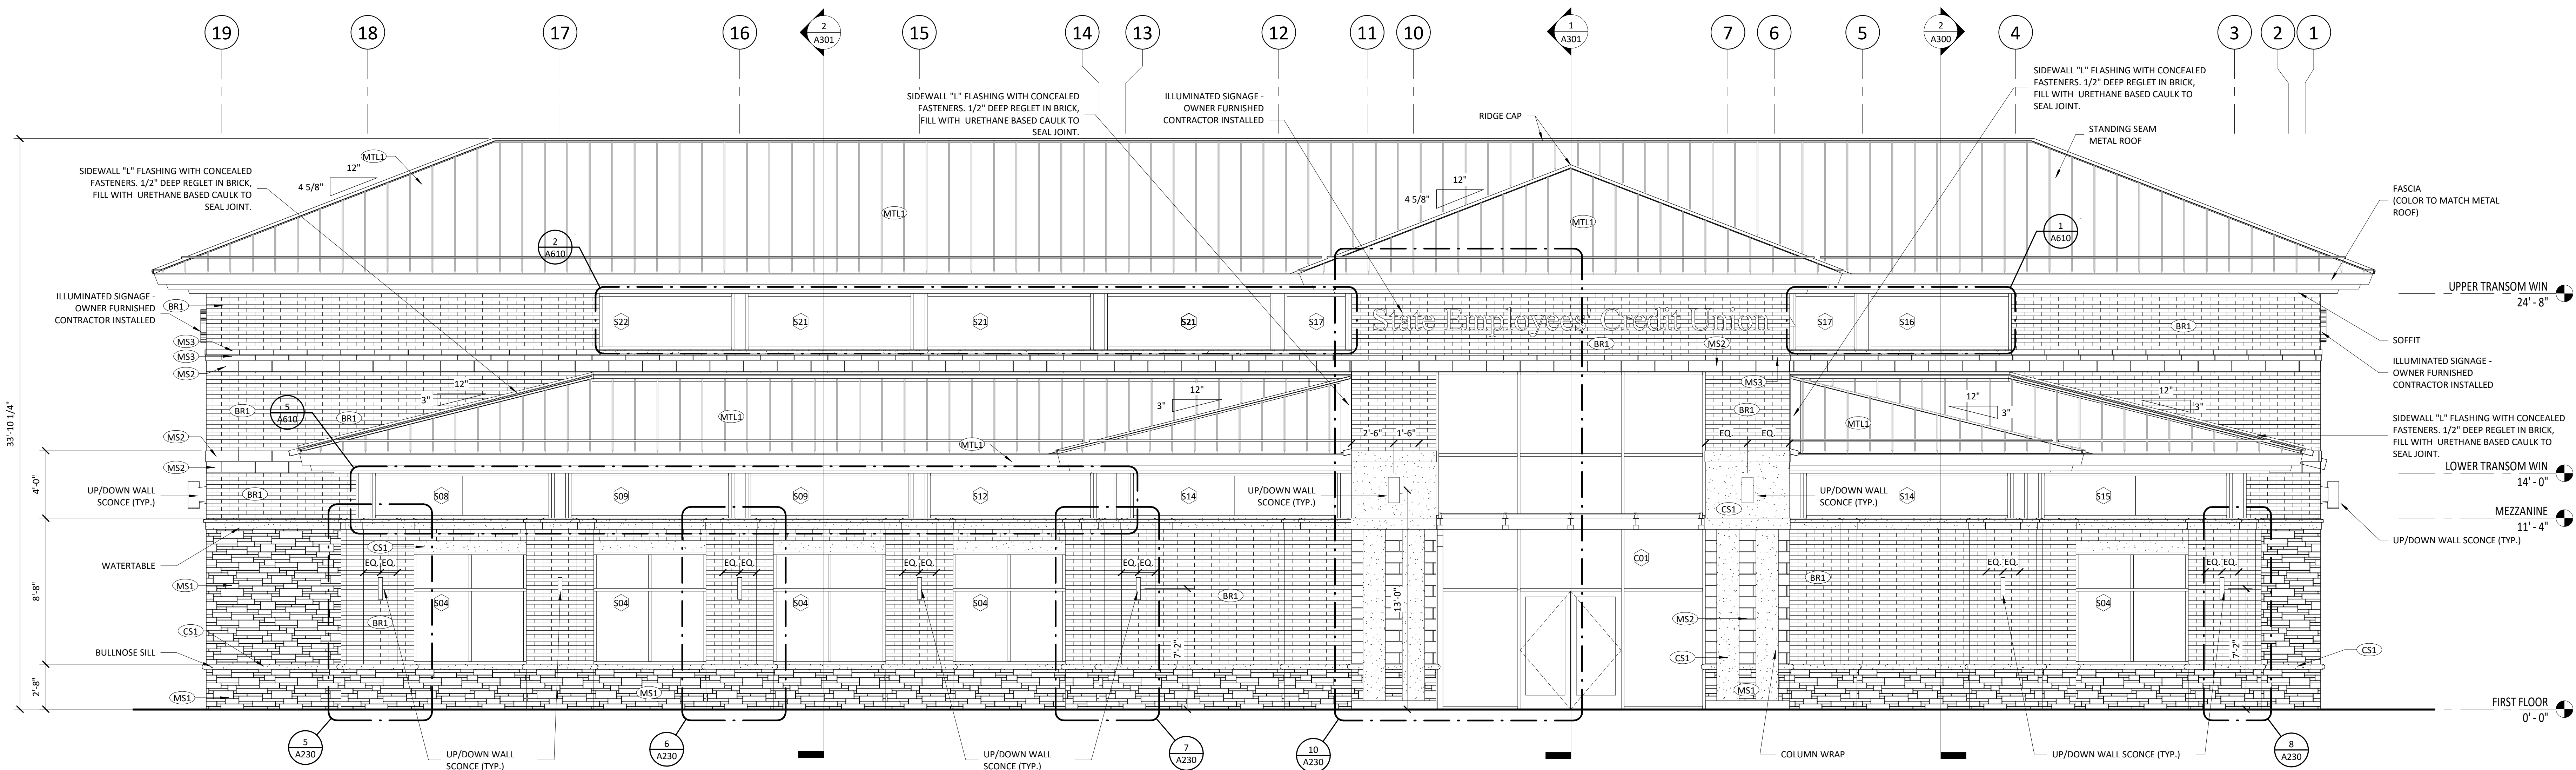 19
18
17
16
2
A301
15
14
13
12
11
10
1
A301
7
6
5
2
A300
4
3
2
1
SIDEWALL "L" FLASHING WITH CONCEALED
FASTENERS. 1/2" DEEP REGLET IN BRICK,
FILL WITH  URETHANE BASED CAULK TO
SEAL JOINT.
ILLUMINATED SIGNAGE -
OWNER FURNISHED
CONTRACTOR INSTALLED
RIDGE CAP
SIDEWALL "L" FLASHING WITH CONCEALED
FASTENERS. 1/2" DEEP REGLET IN BRICK,
FILL WITH  URETHANE BASED CAULK TO
SEAL JOINT.
STANDING SEAM
METAL ROOF
SIDEWALL "L" FLASHING WITH CONCEALED
FASTENERS. 1/2" DEEP REGLET IN BRICK,
FILL WITH  URETHANE BASED CAULK TO
SEAL JOINT.
MTL1
12"
4 5/8"
12"
4 5/8"
MTL1
MTL1
FASCIA
(COLOR TO MATCH METAL
ROOF)
2
A610
1
A610
UPPER TRANSOM WIN
24' - 8"
ILLUMINATED SIGNAGE -
OWNER FURNISHED
CONTRACTOR INSTALLED
BR1
S22
S21
S21
S21
S17
State Employees' Credit Union
BR1
MS2
S17
S16
BR1
SOFFIT
ILLUMINATED SIGNAGE -
OWNER FURNISHED
CONTRACTOR INSTALLED
MS3
MS3
MS2
MS3
33'-10 1/4"
12"
3"
5
A610
BR1
BR1
MTL1
12"
3"
BR1
MTL1
12"
3"
12"
3"
SIDEWALL "L" FLASHING WITH CONCEALED
FASTENERS. 1/2" DEEP REGLET IN BRICK,
FILL WITH  URETHANE BASED CAULK TO
SEAL JOINT.
MS2
MS2
MTL1
2'-6"
1'-6"
EQ.
EQ.
LOWER TRANSOM WIN
14' - 0"
4'-0"
UP/DOWN WALL
SCONCE (TYP.)
BR1
S08
S09
S09
S12
S14
UP/DOWN WALL
SCONCE (TYP.)
CS1
UP/DOWN WALL
SCONCE (TYP.)
S14
S15
MEZZANINE
11' - 4"
UP/DOWN WALL SCONCE (TYP.)
WATERTABLE
CS1
EQ.
EQ.
EQ.
EQ.
EQ.
EQ.
EQ.
EQ.
C01
EQ.
EQ.
EQ.
EQ.
8'-8"
MS1
BR1
S04
S04
S04
S04
BR1
13'-0"
BR1
S04
MS2
CS1
BULLNOSE SILL
7'-2"
CS1
7'-2"
CS1
2'-8"
MS1
MS1
MS1
FIRST FLOOR
0' - 0"
5
A230
UP/DOWN WALL
SCONCE (TYP.)
6
A230
UP/DOWN WALL
SCONCE (TYP.)
7
A230
10
A230
COLUMN WRAP
UP/DOWN WALL SCONCE (TYP.)
8
A230